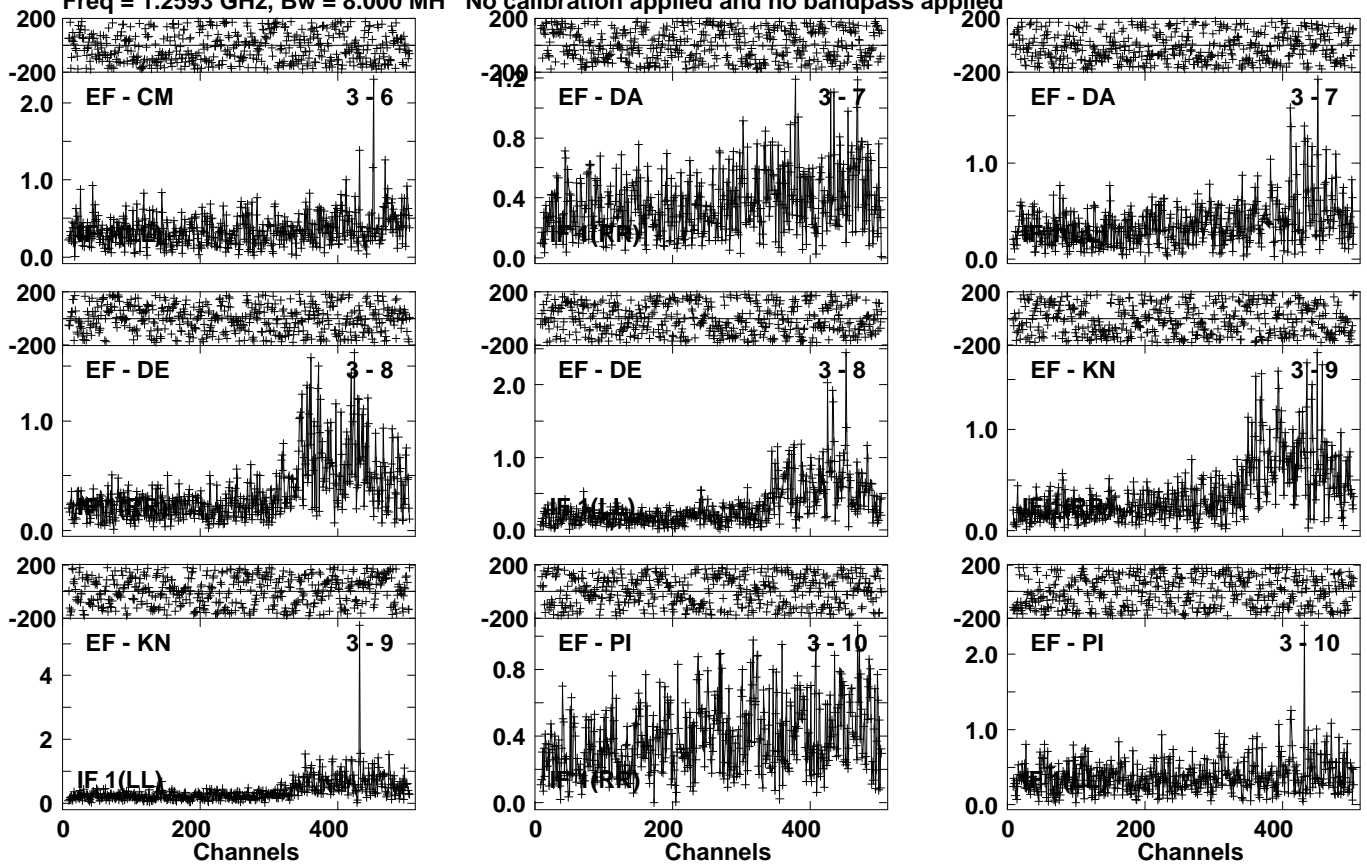 Freq = 1.2593 GHz, Bw = 8.000 MH No calibration applied and no bandpass applied
200 200 200
-200 -200 -200
EF - CM 3 - 6 EF - DA 3 - 7 EF - DA 3 - 7
2.0 1.2
0.8
1.0 1.0
0.4
IF 1(RR)
0.0 0.0 0.0
200 200 200
-200 -200 -200
EF - DE 3 - 8 EF - DE 3 - 8 EF - KN 3 - 9
2.0
1.0 1.0 1.0
IF 1(LL)
0.0 0.0 0.0
200 200 200
-200 -200 -200
EF - KN 3 - 9 EF - PI 3 - 10 EF - PI 3 - 10
4 0.8 2.0
2 0.4 1.0
IF 1(LL) IF 1(RR)
0 0.0 0.0
0 200 400 0 200 400 0 200 400
Channels Channels Channels